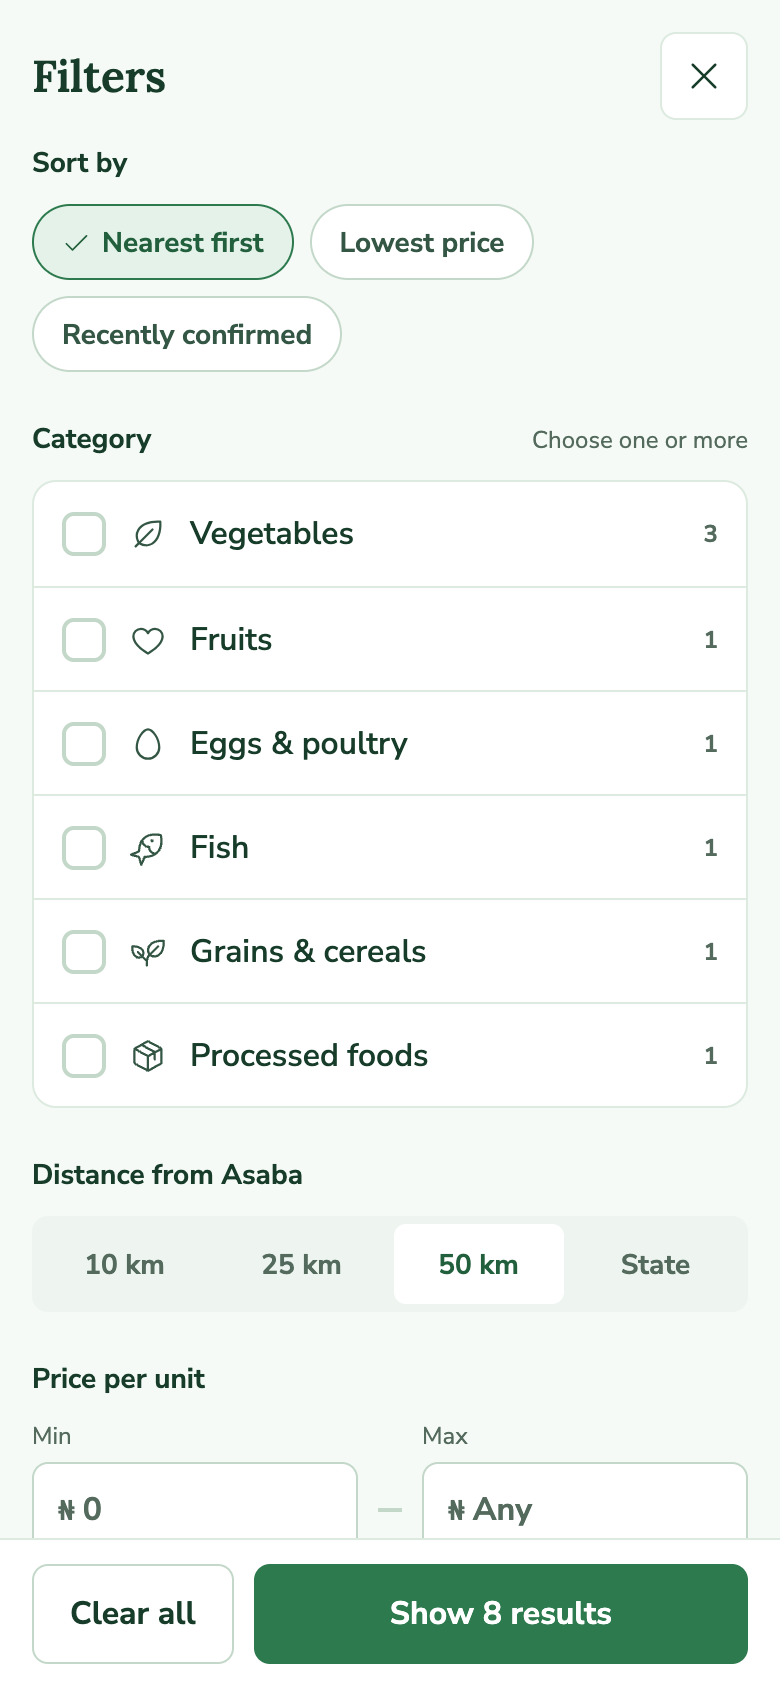 Filters
Sort by
Nearest first
Lowest price
Recently confirmed
Category
Choose one or more
Vegetables 3
Fruits 1
Eggs & poultry 1
Fish 1
Grains & cereals 1
Processed foods 1
Distance from Asaba
10 km 25 km 50 km State
Price per unit
Min Max
₦ 0 — ₦ Any
Clear all Show 8 results